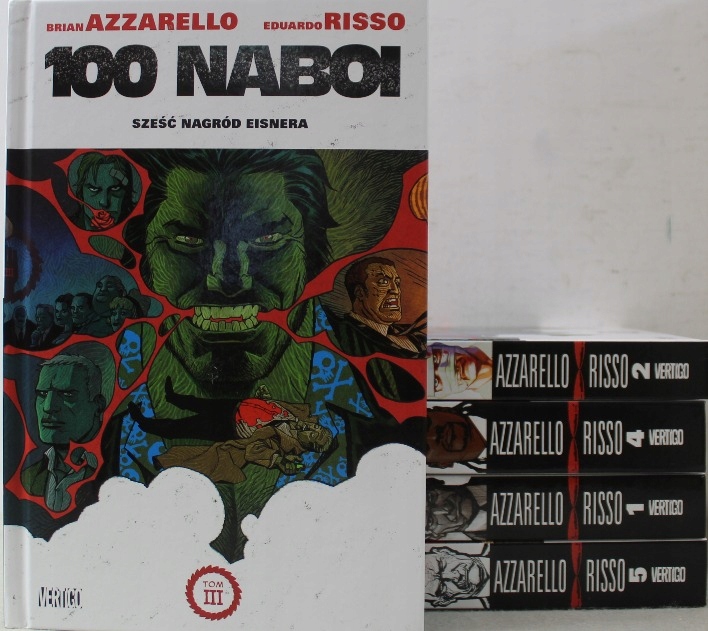 BRIAN AZZARELLO EDUARDO RISSO
100 NABOI
SZEŚĆ NAGRÓD EISNERA
VERTIGO
TOM
III
AZZARELLO RISSO 2 VERTIGO
AZZARELLO RISSO 4 VERTIGO
AZZARELLO RISSO 1 VERTIGO
AZZARELLO RISSO 5 VERTIGO